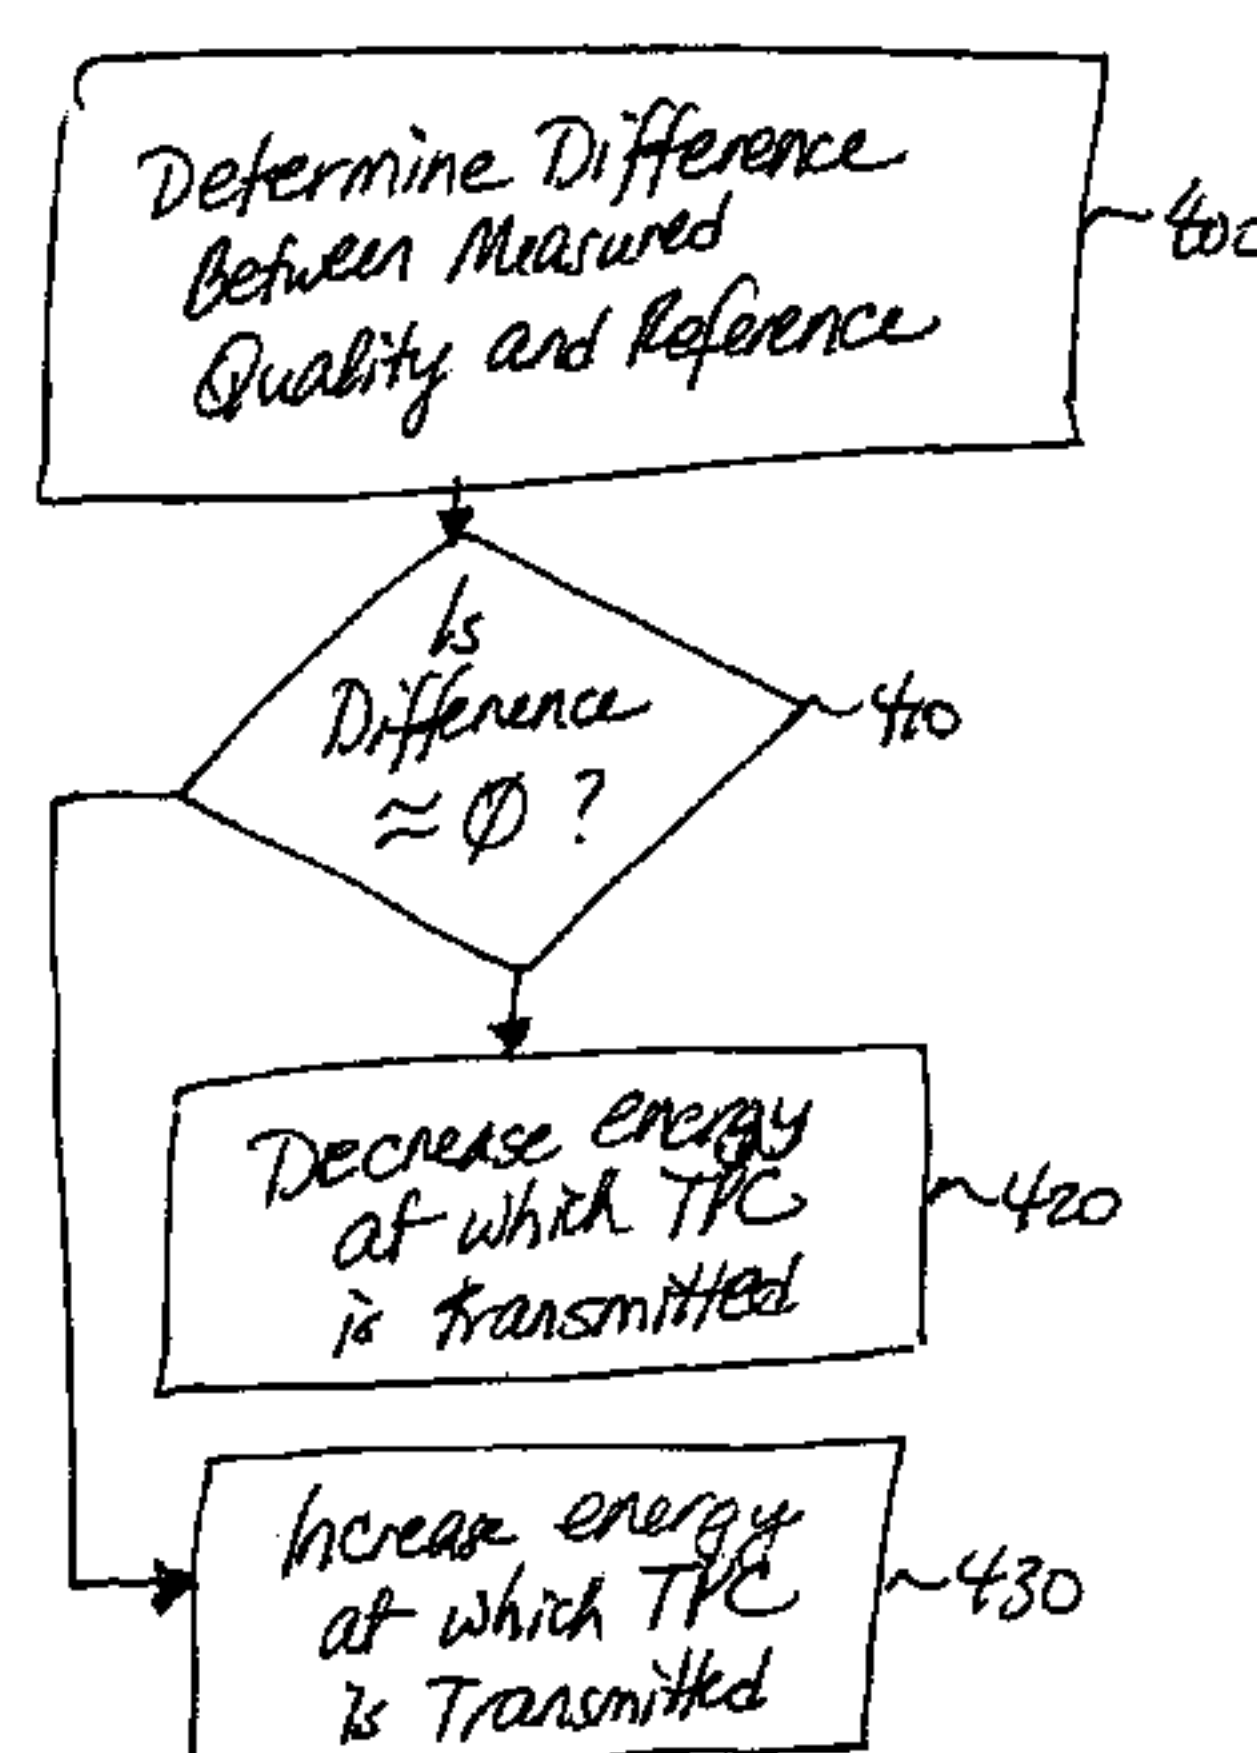 Determine Difference
Between Measured
Quality and Reference
400
Is
Difference
≈ Ø ?
410
Decrease energy
at which TPC
is transmitted
420
Increase energy
at which TPC
Is Transmitted
430